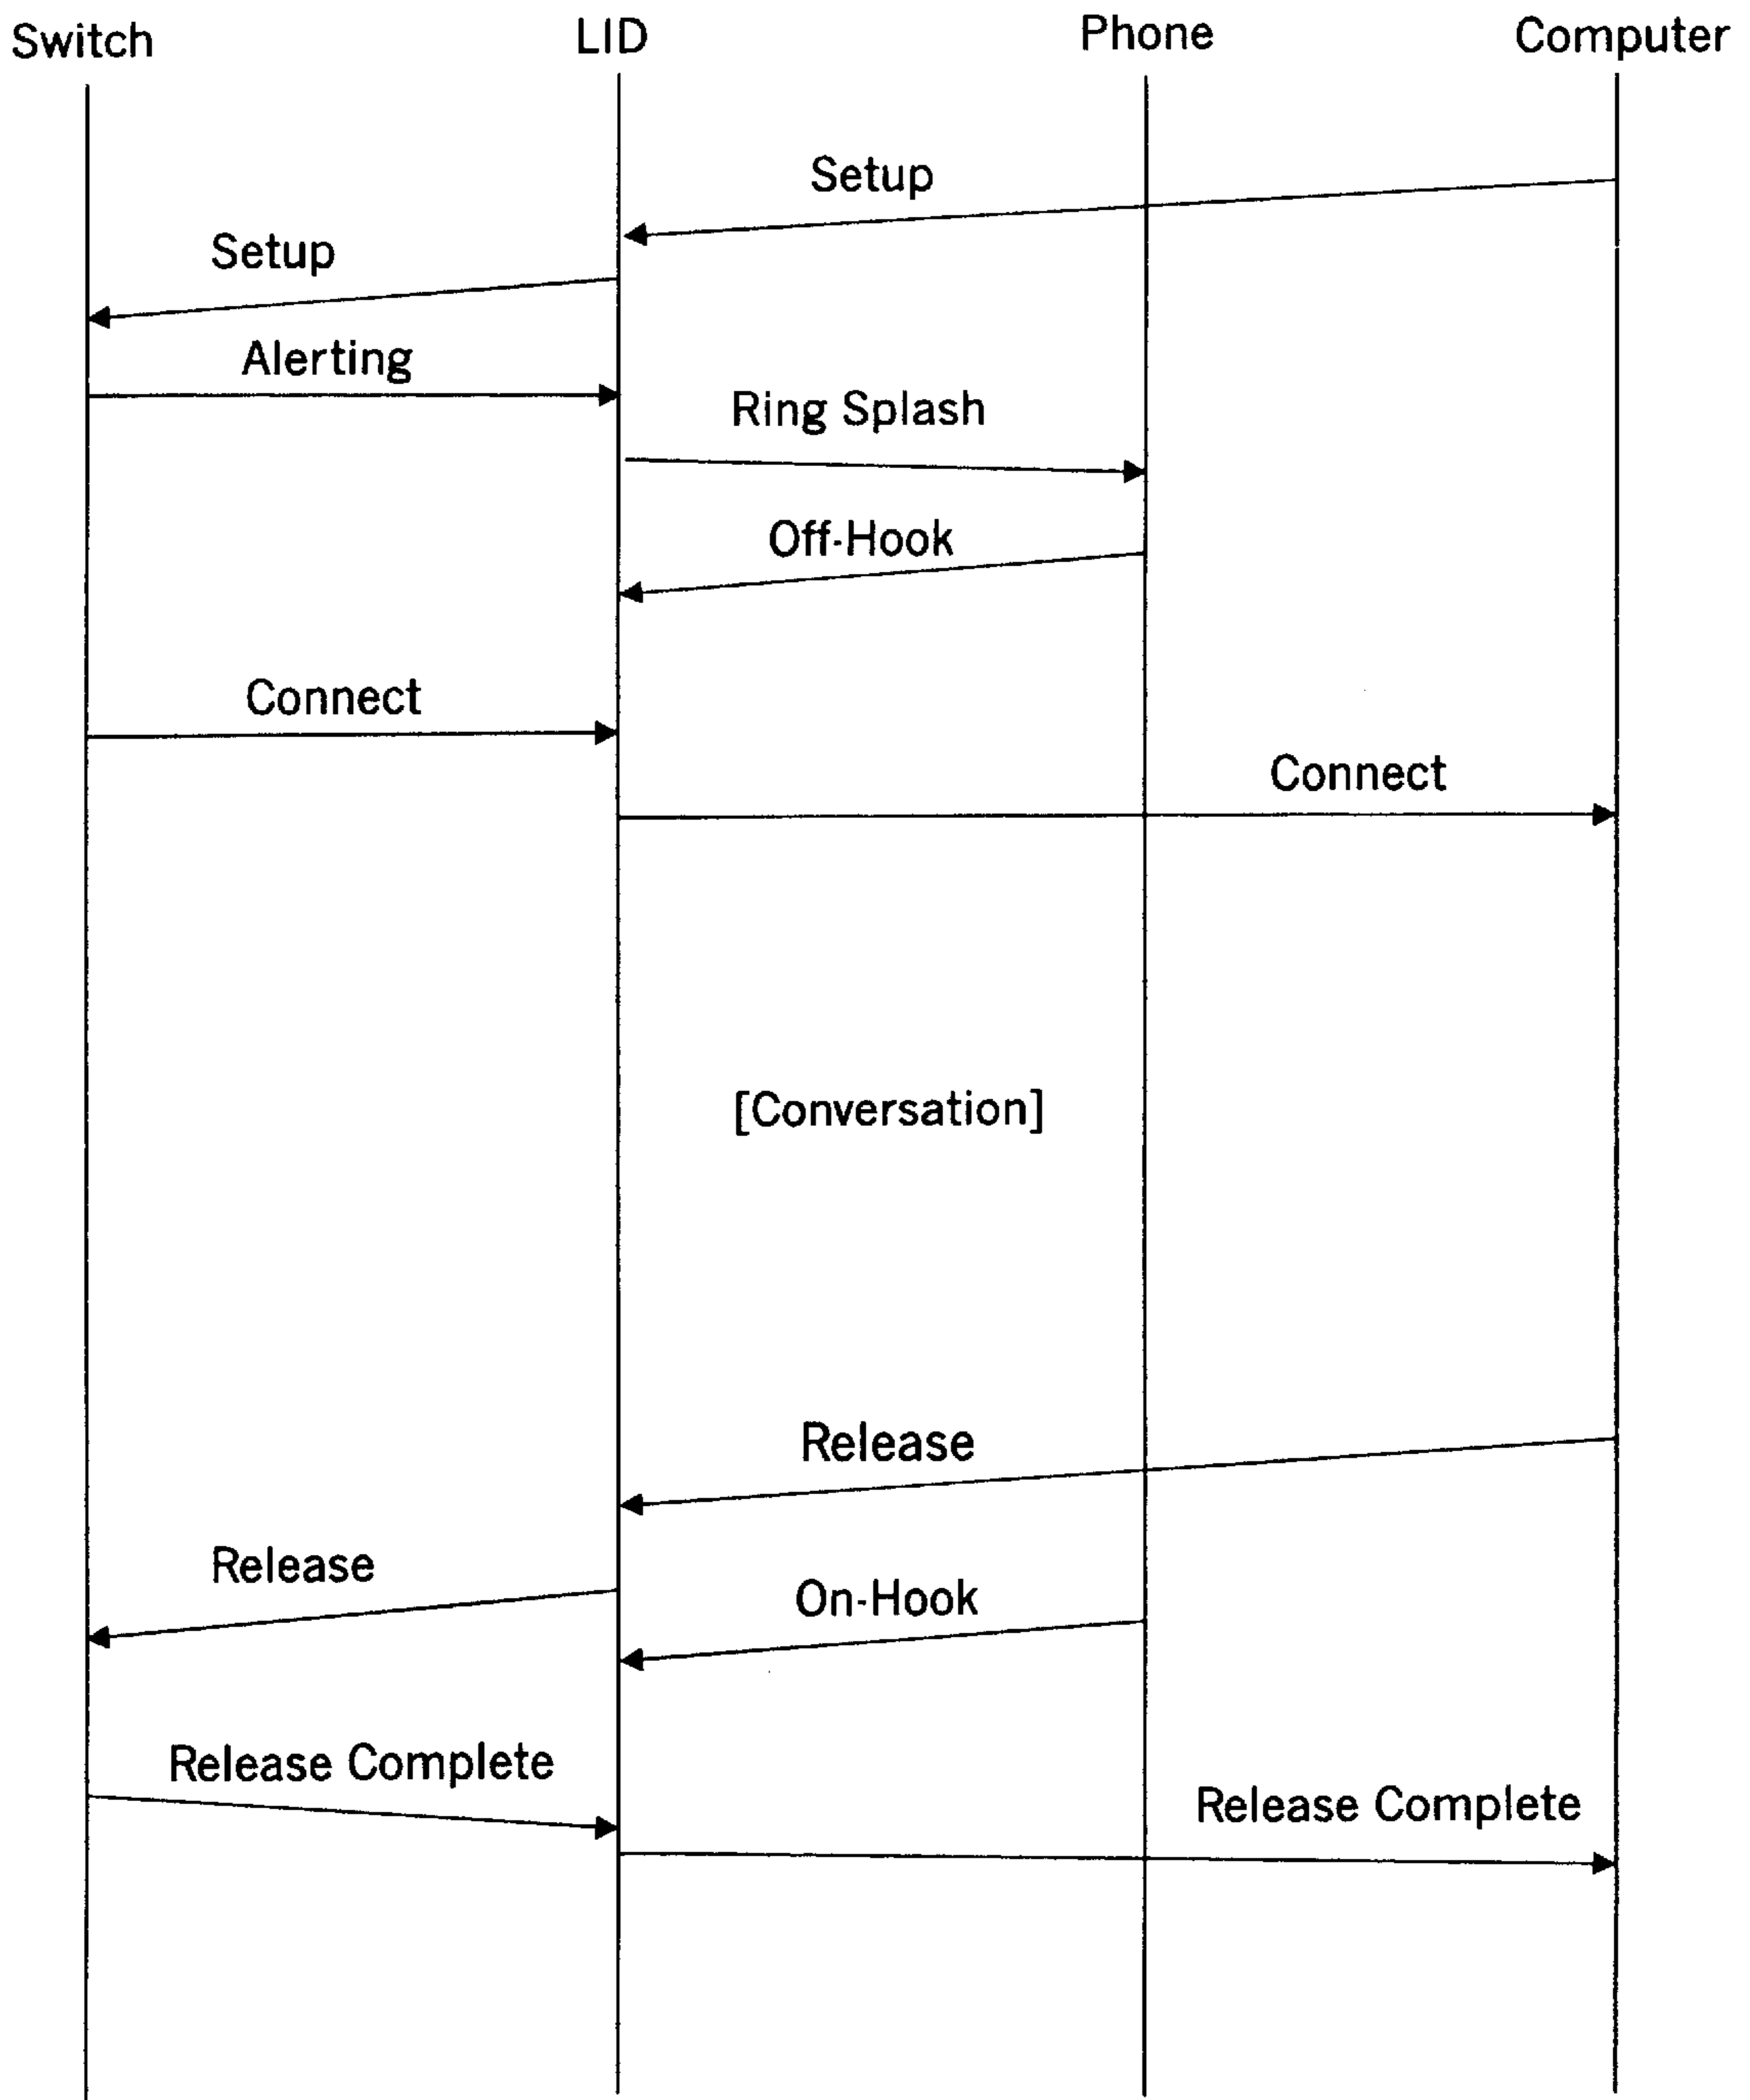 Switch LID Phone Computer
Setup
Setup
Alerting
Ring Splash
Off-Hook
Connect
Connect
[Conversation]
Release
Release
On-Hook
Release Complete
Release Complete